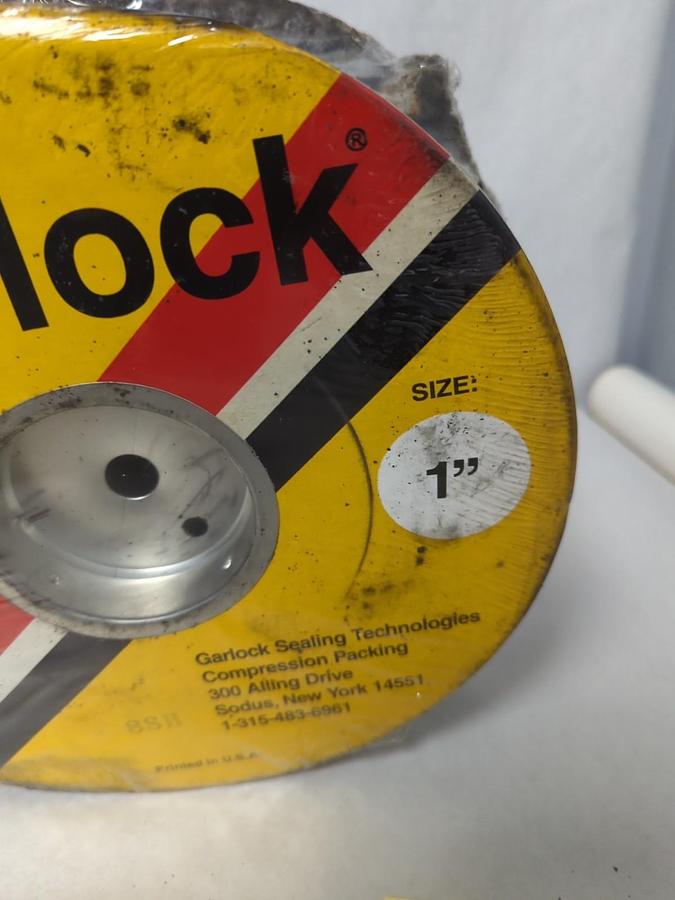 lock®
SIZE:
1”
Garlock Sealing Technologies
Compression Packing
300 Alling Drive
Sodus, New York 14551
1-315-483-6961
Printed in U.S.A